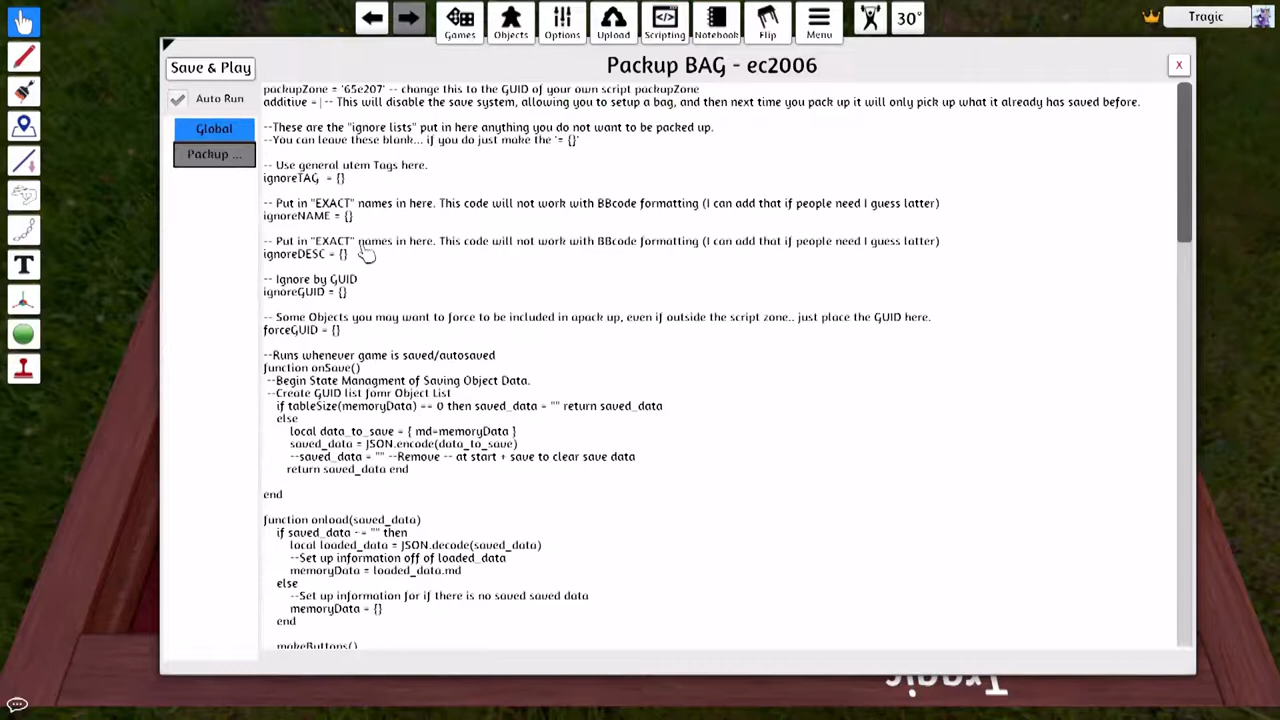 30°
Tragic
Games
Objects
Options
Upload
Scripting
Notebook
Flip
Menu
Packup BAG - ec2006
X
Save & Play
Auto Run
Global
Packup ...
T
packupZone = '65e207' -- change this to the GUID of your own script packupZone
additive = -- This will disable the save system, allowing you to setup a bag, and then next time you pack up it will only pick up what it already has saved before.
--These are the "ignore lists" put in here anything you do not want to be packed up.
--You can leave these blank... if you do just make the '= {}'
-- Use general utem Tags here.
ignoreTAG = {}
-- Put in "EXACT" names in here. This code will not work with BBcode formatting (I can add that if people need I guess latter)
ignoreNAME = {}
-- Put in "EXACT" names in here. This code will not work with BBcode formatting (I can add that if people need I guess latter)
ignoreDESC = {}
-- Ignore by GUID
ignoreGUID = {}
-- Some Objects you may want to force to be included in apack up, even if outside the script zone.. just place the GUID here.
forceGUID = {}
--Runs whenever game is saved/autosaved
function onSave()
--Begin State Managment of Saving Object Data.
--Create GUID list fomr Object List
if tableSize(memoryData) == 0 then saved_data = "" return saved_data
else
local data_to_save = { md=memoryData }
saved_data = JSON.encode(data_to_save)
--saved_data = "" --Remove -- at start + save to clear save data
return saved_data end
end
function onload(saved_data)
if saved_data ~= "" then
local loaded_data = JSON.decode(saved_data)
--Set up information off of loaded_data
memoryData = loaded_data.md
else
--Set up information for if there is no saved saved data
memoryData = {}
end
makeButtons()
Tragic